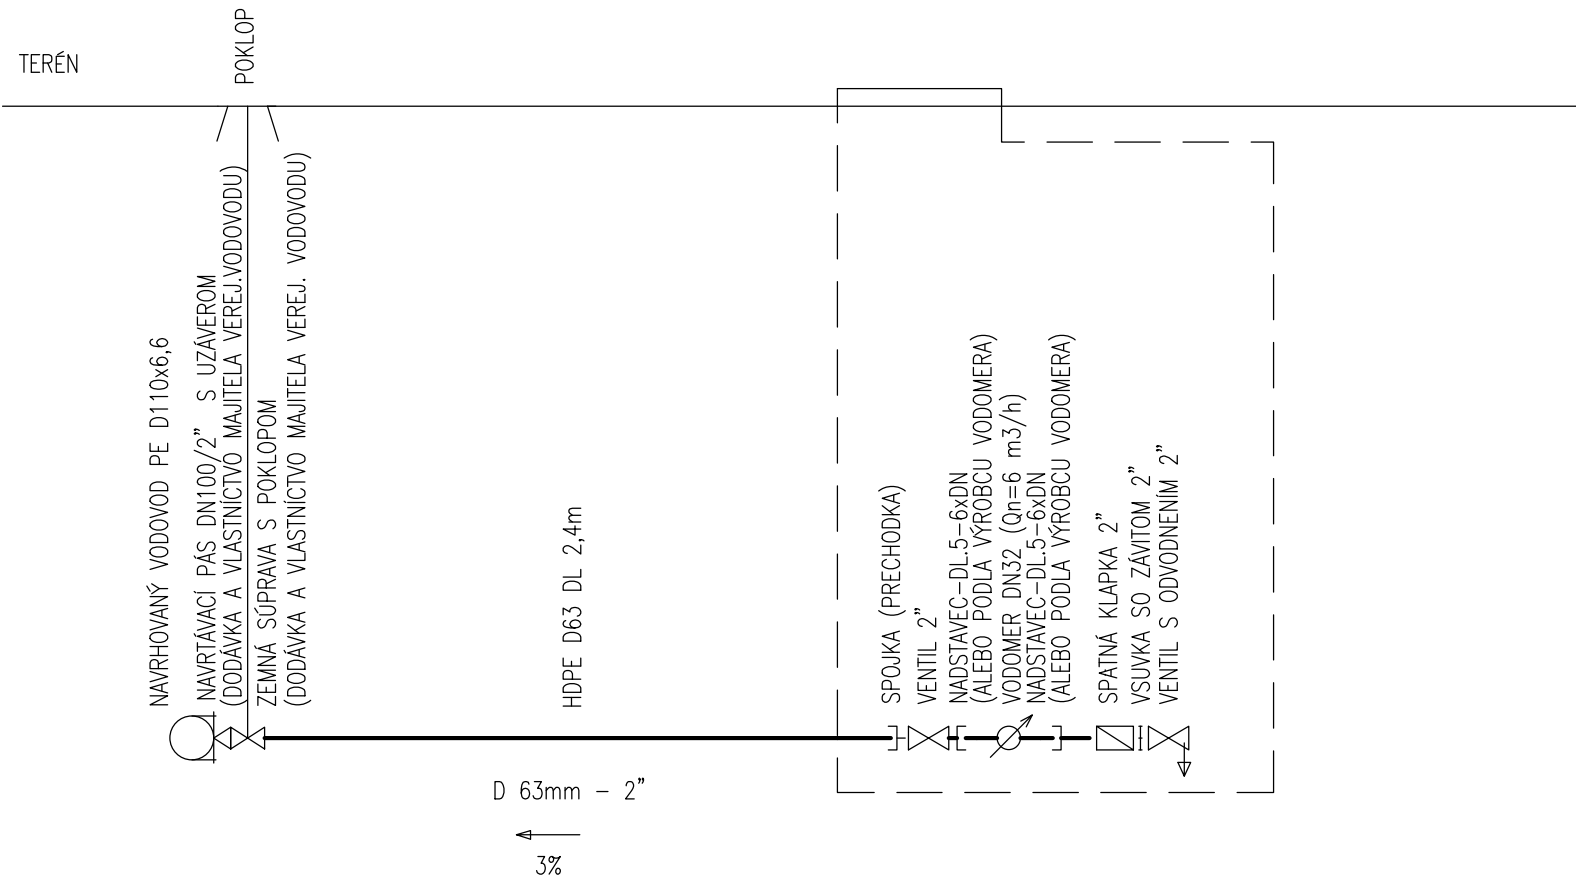 TERÉN
POKLOP
NAVRHOVANÝ VODOVOD PE D110x6,6
NAVRTÁVACÍ PÁS DN100/2" S UZÁVEROM
(DODÁVKA A VLASTNÍCTVO MAJITELA VEREJ.VODOVODU)
ZEMNÁ SÚPRAVA S POKLOPOM
(DODÁVKA A VLASTNÍCTVO MAJITELA VEREJ. VODOVODU)
HDPE D63 DL 2,4m
SPOJKA (PRECHODKA)
VENTIL 2"
NADSTAVEC-DL.5-6xDN
(ALEBO PODLA VÝROBCU VODOMERA)
VODOMER DN32 (Qn=6 m3/h)
NADSTAVEC-DL.5-6xDN
(ALEBO PODLA VÝROBCU VODOMERA)
SPATNÁ KLAPKA 2"
VSUVKA SO ZÁVITOM 2"
VENTIL S ODVODNENÍM 2"
D 63mm - 2"
3%